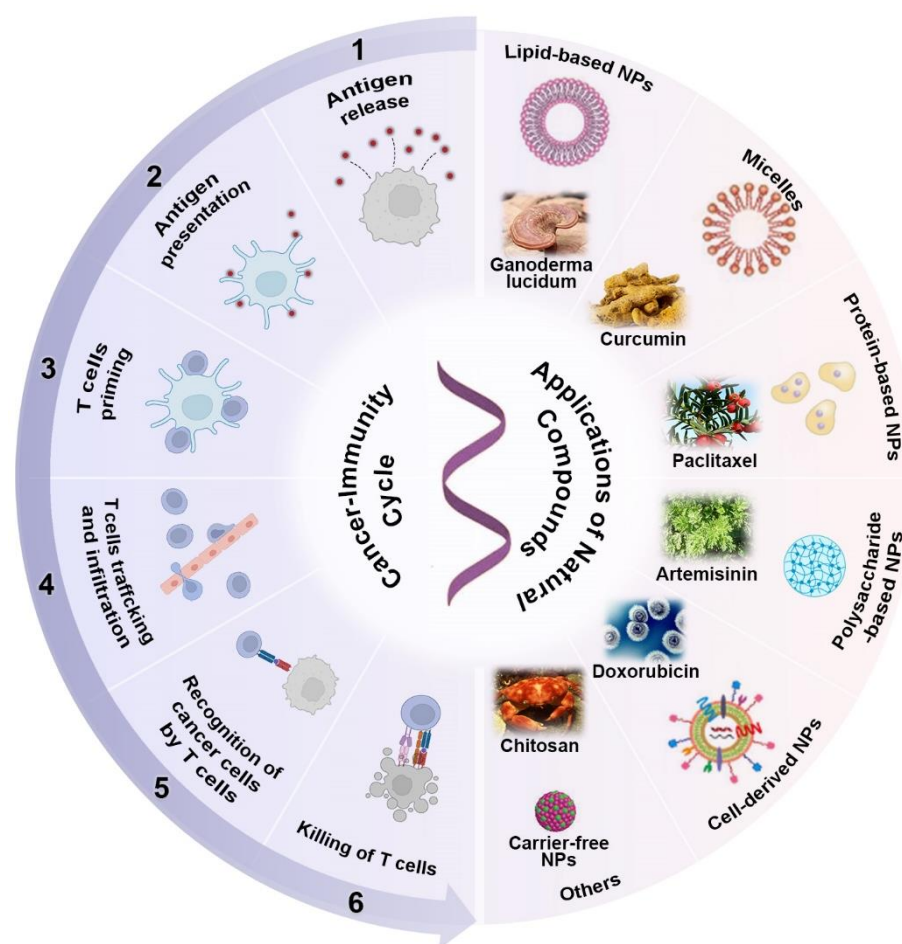 1
Antigen
release
2
Antigen
presentation
3
T cells
priming
4
T cells traffcking
and infiltration
5
Recognition of
cancer cells
by T cells
6
Killing of T cells
Cancer-Immunity
Cycle
Applications of Natural
Compounds
Lipid-based NPs
Ganoderma
lucidum
Micelles
Curcumin
Protein-based NPs
Paclitaxel
Polysaccharide
-based NPs
Artemisinin
Cell-derived NPs
Doxorubicin
Chitosan
Carrier-free
NPs
Others